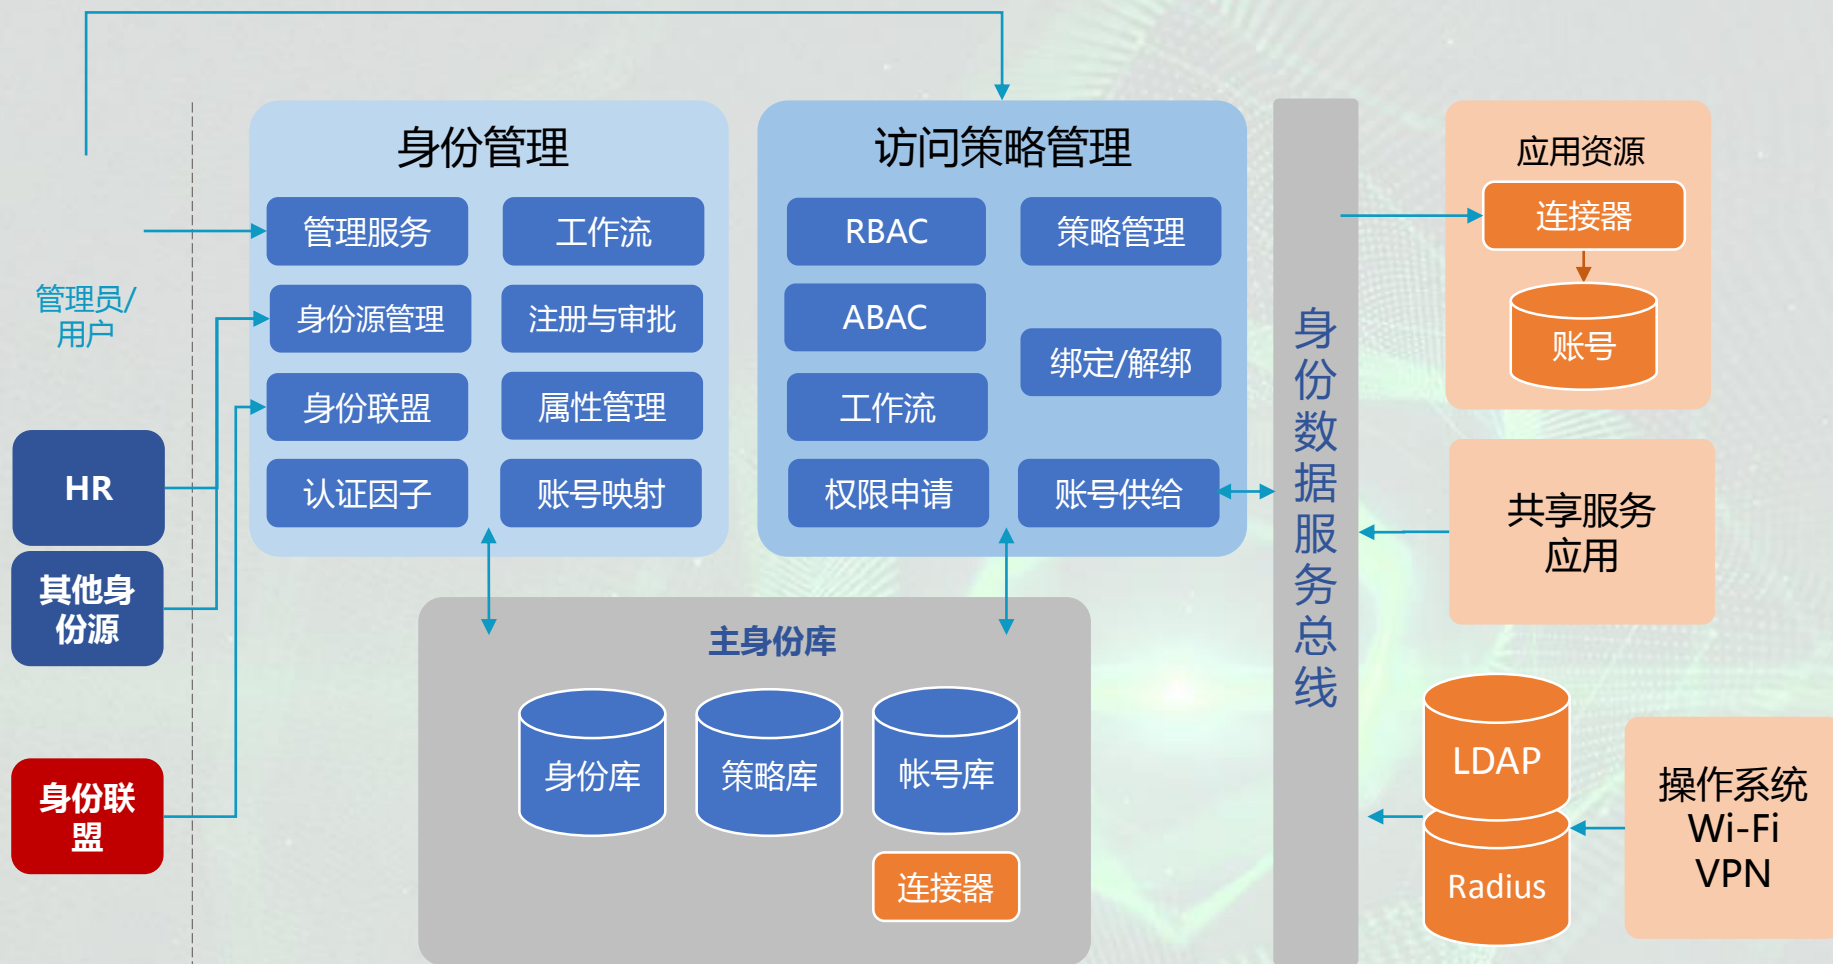 管理员/
用户
HR
其他身
份源
身份联
盟
身份管理
管理服务
工作流
身份源管理
注册与审批
身份联盟
属性管理
认证因子
账号映射
访问策略管理
RBAC
策略管理
ABAC
绑定/解绑
工作流
权限申请
账号供给
主身份库
身份库
策略库
帐号库
连接器
身
份
数
据
服
务
总
线
应用资源
连接器
账号
共享服务
应用
LDAP
Radius
操作系统
Wi-Fi
VPN